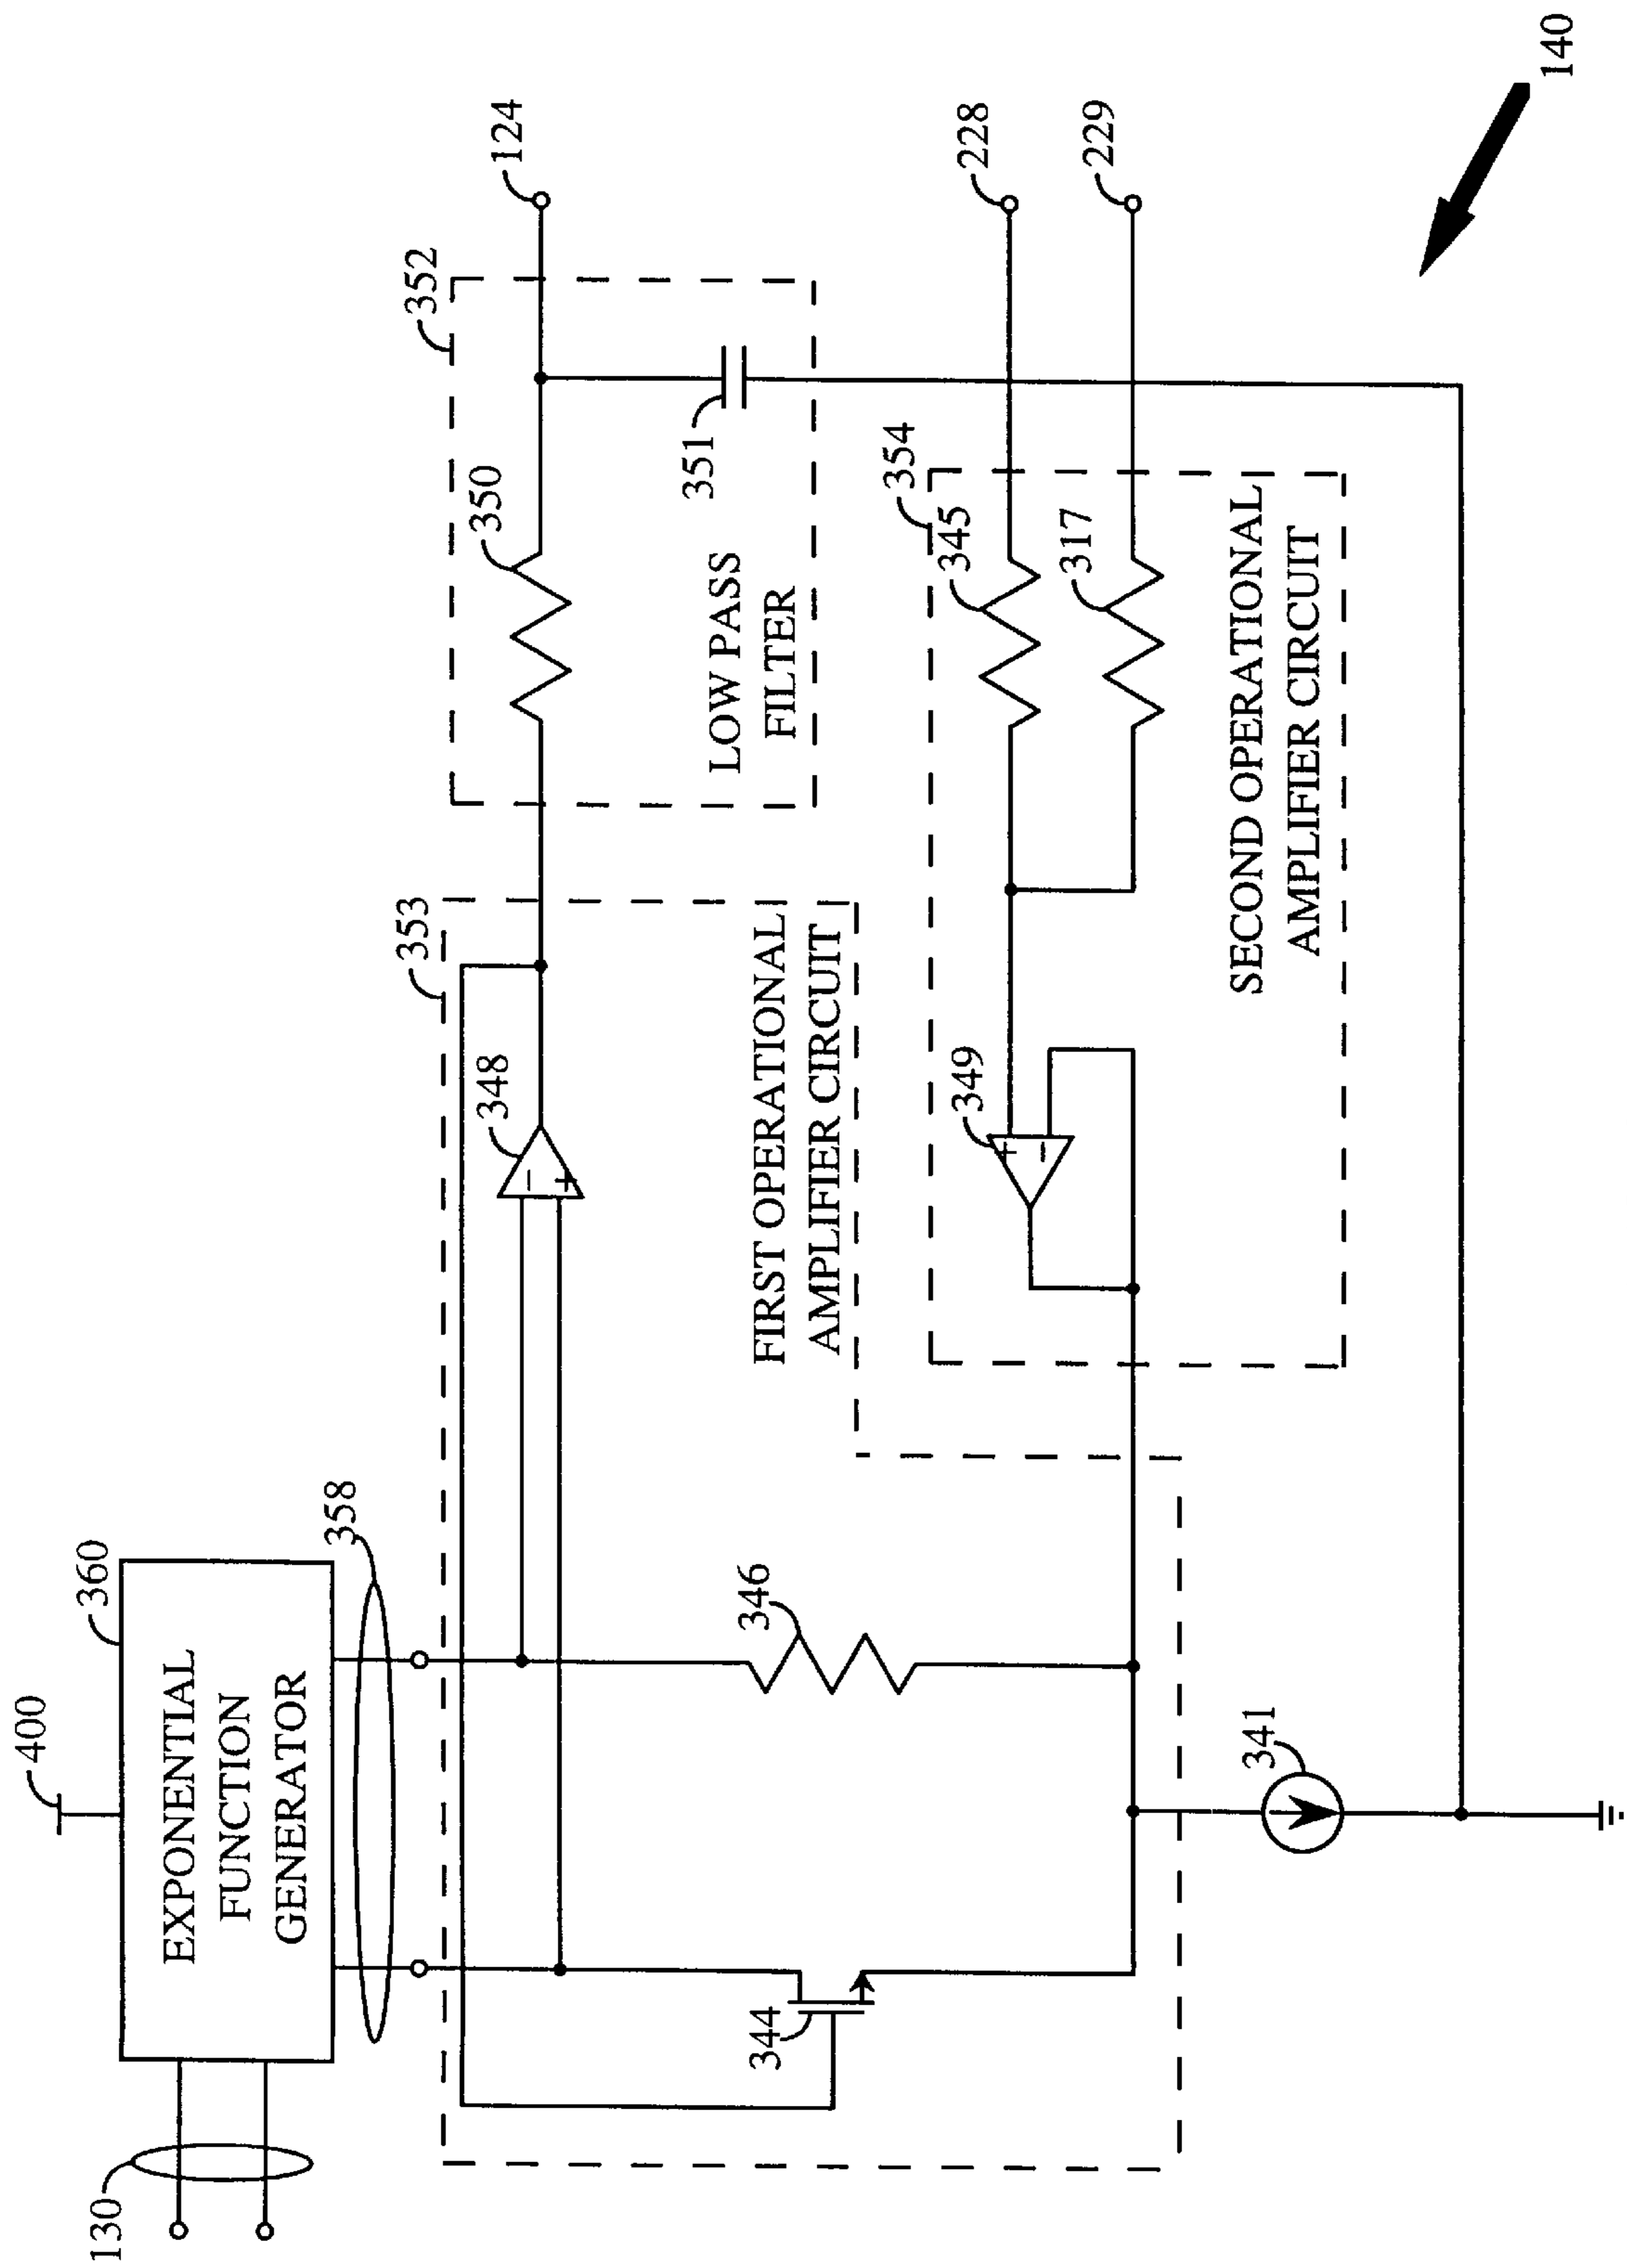 400
360
EXPONENTIAL
FUNCTION
GENERATOR
130
358
353
348
352
350
124
351
LOW PASS
FILTER
FIRST OPERATIONAL
AMPLIFIER CIRCUIT
346
344
354
345
228
349
317
229
SECOND OPERATIONAL
AMPLIFIER CIRCUIT
341
140
− +
+ −